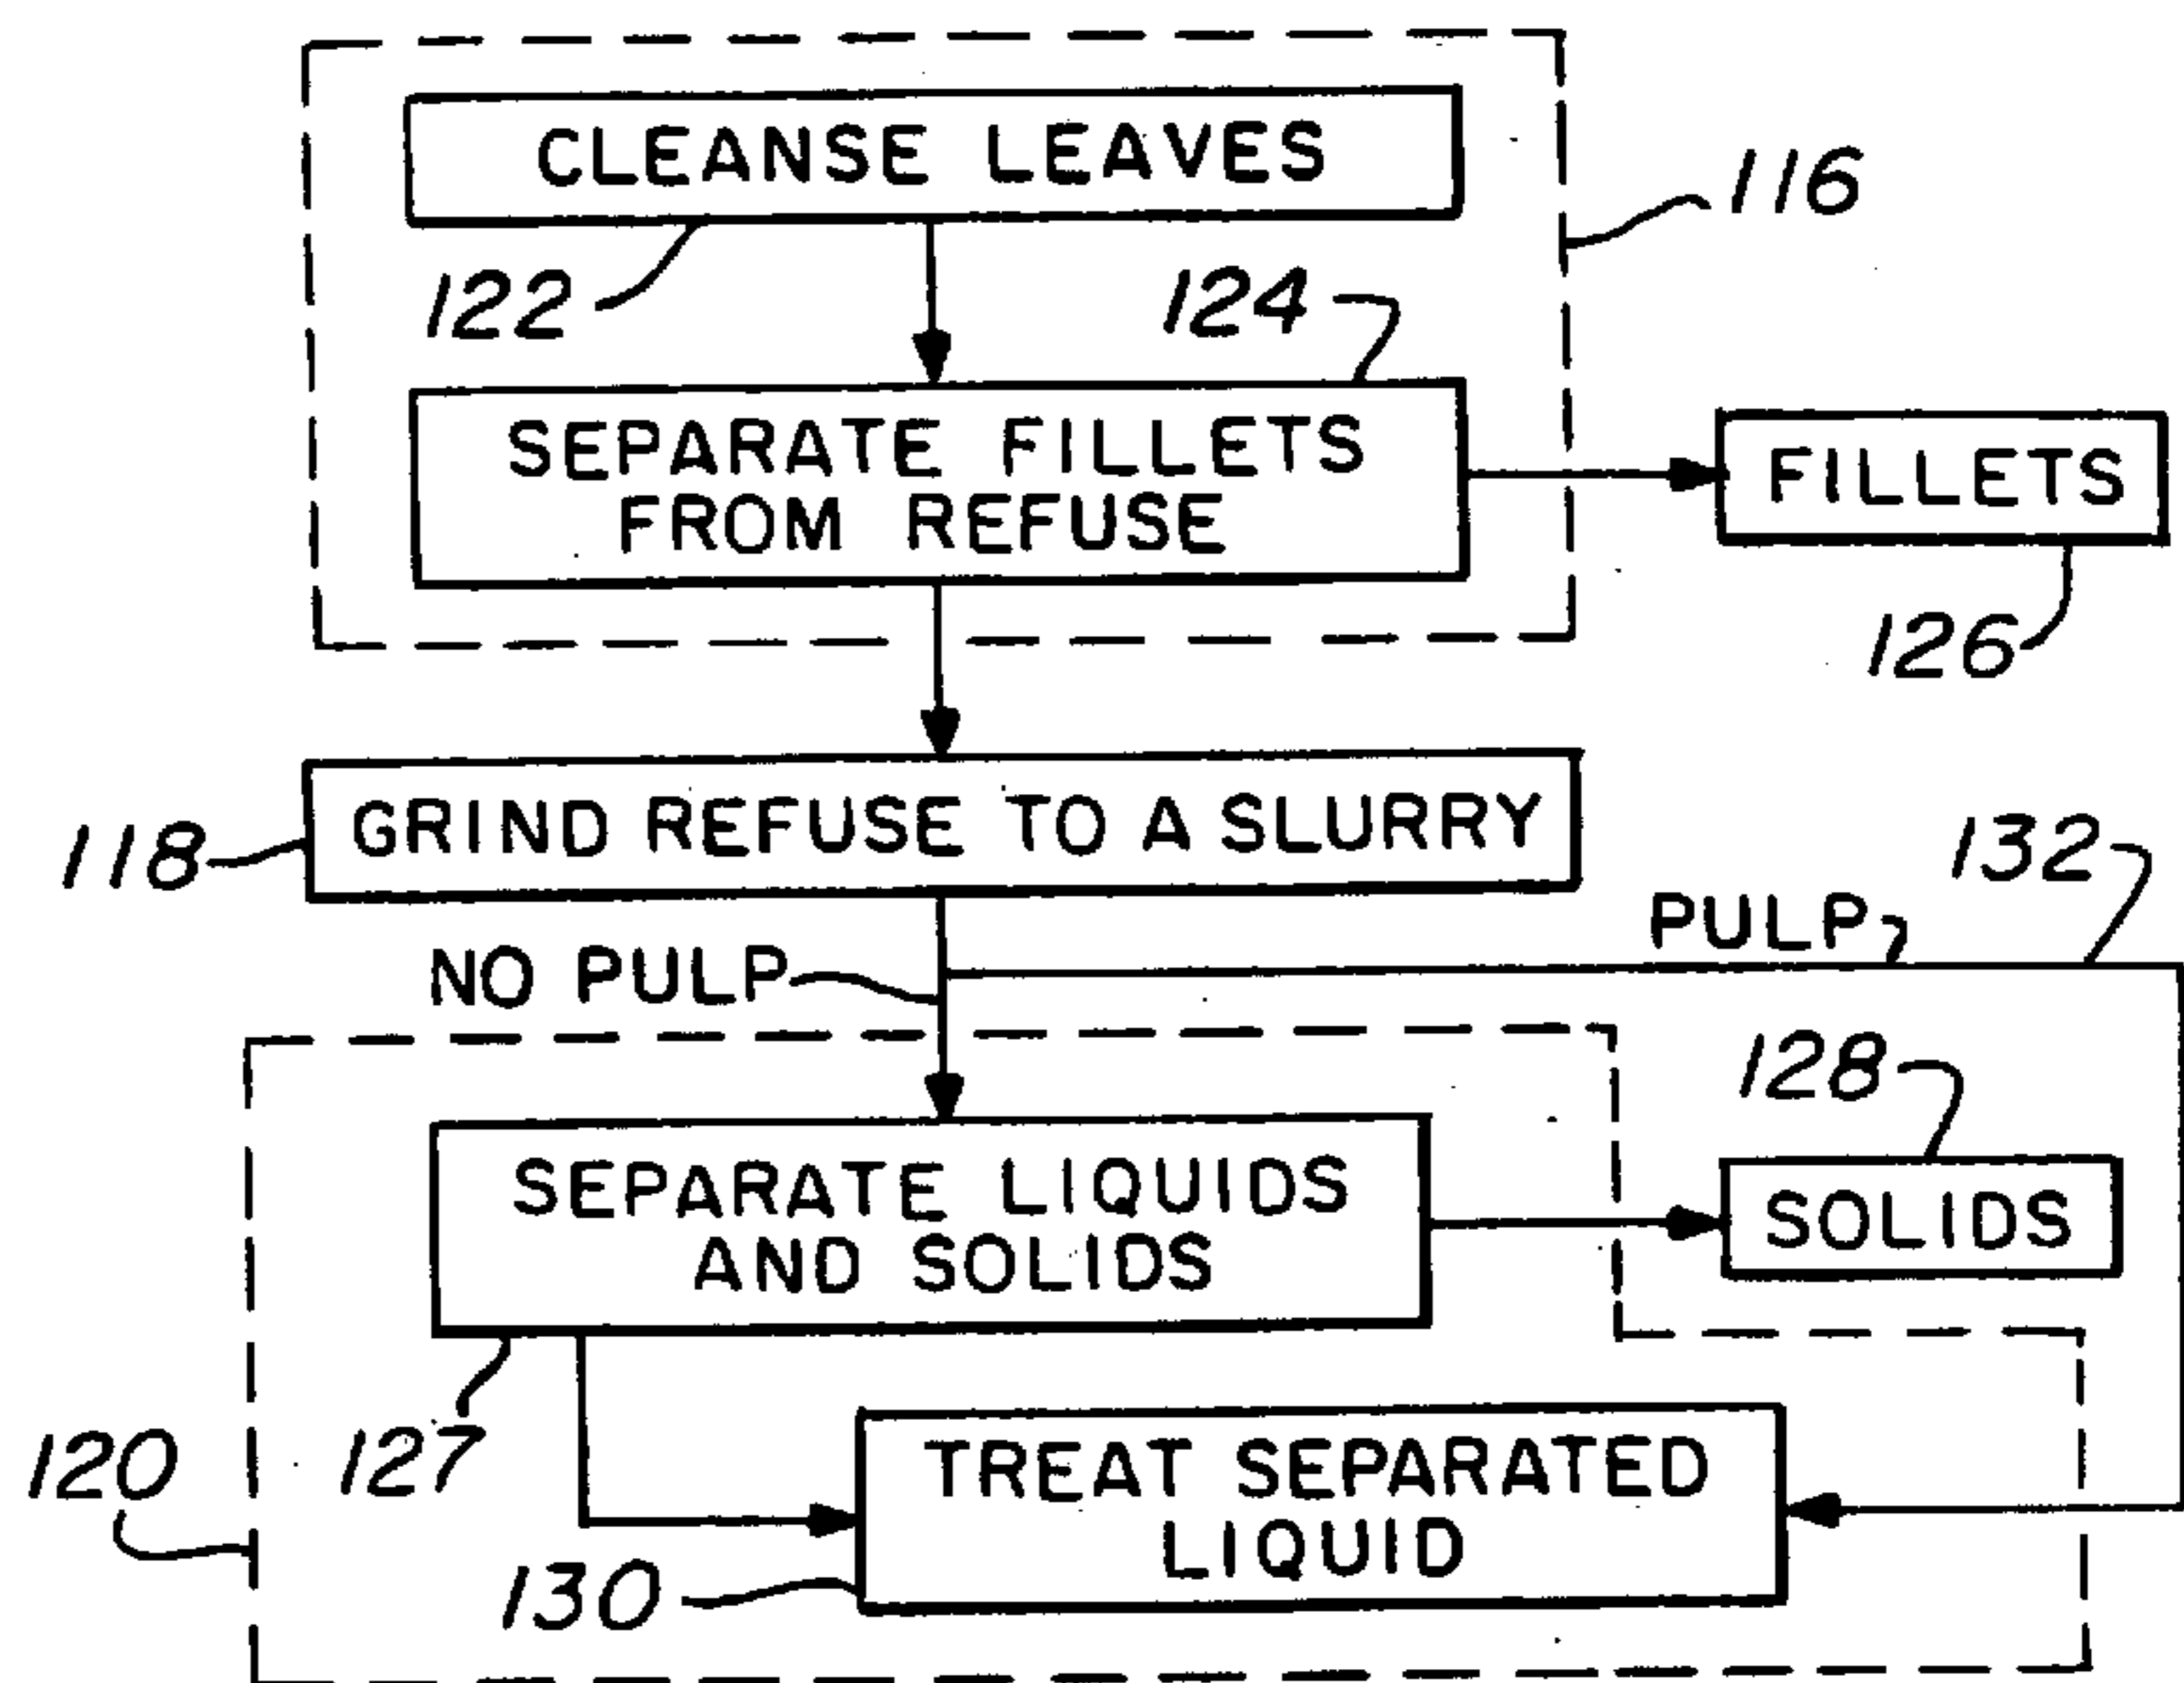 CLEANSE LEAVES
116
122
124
SEPARATE FILLETS
FROM REFUSE
FILLETS
126
GRIND REFUSE TO A SLURRY
118
132
PULP
NO PULP
128
SEPARATE LIQUIDS
AND SOLIDS
SOLIDS
127
120
TREAT SEPARATED
LIQUID
130